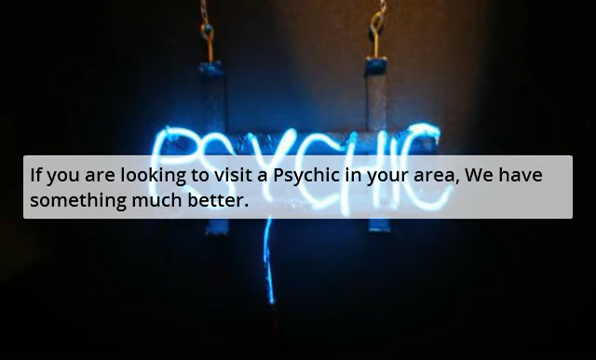 PSYCHIC
If you are looking to visit a Psychic in your area, We have
something much better.